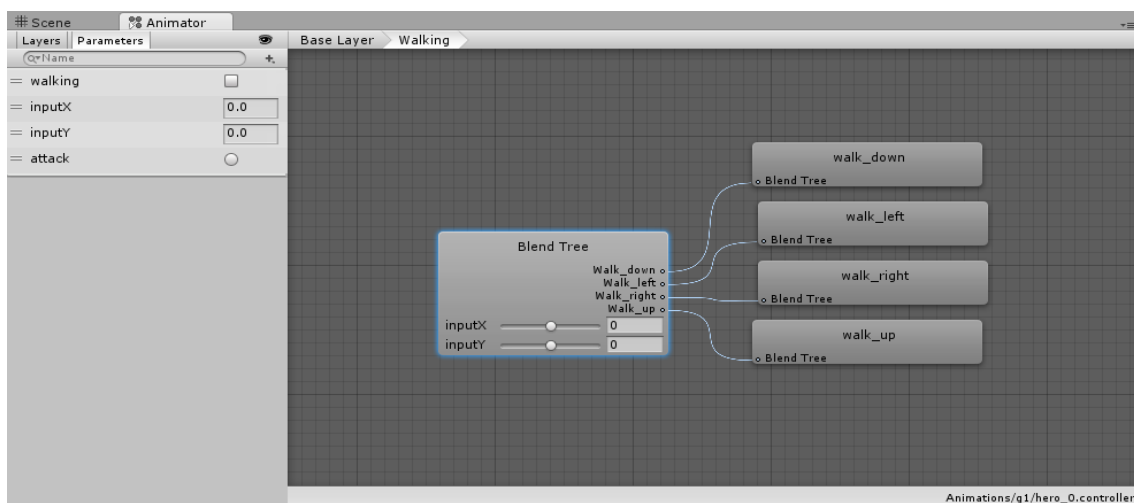 Scene Animator
Layers Parameters
Base Layer Walking
Name
walking
inputX 0.0
inputY 0.0
attack
Blend Tree
Walk_down
Walk_left
Walk_right
Walk_up
inputX 0
inputY 0
walk_down
Blend Tree
walk_left
Blend Tree
walk_right
Blend Tree
walk_up
Blend Tree
Animations/g1/hero_0.controller